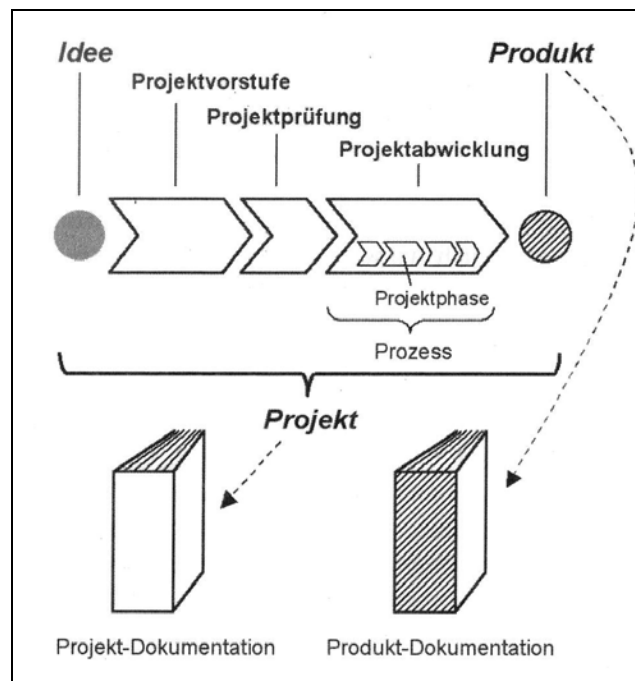 Idee
Produkt
Projektvorstufe
Projektprüfung
Projektabwicklung
Projektphase
Prozess
Projekt
Projekt-Dokumentation
Produkt-Dokumentation